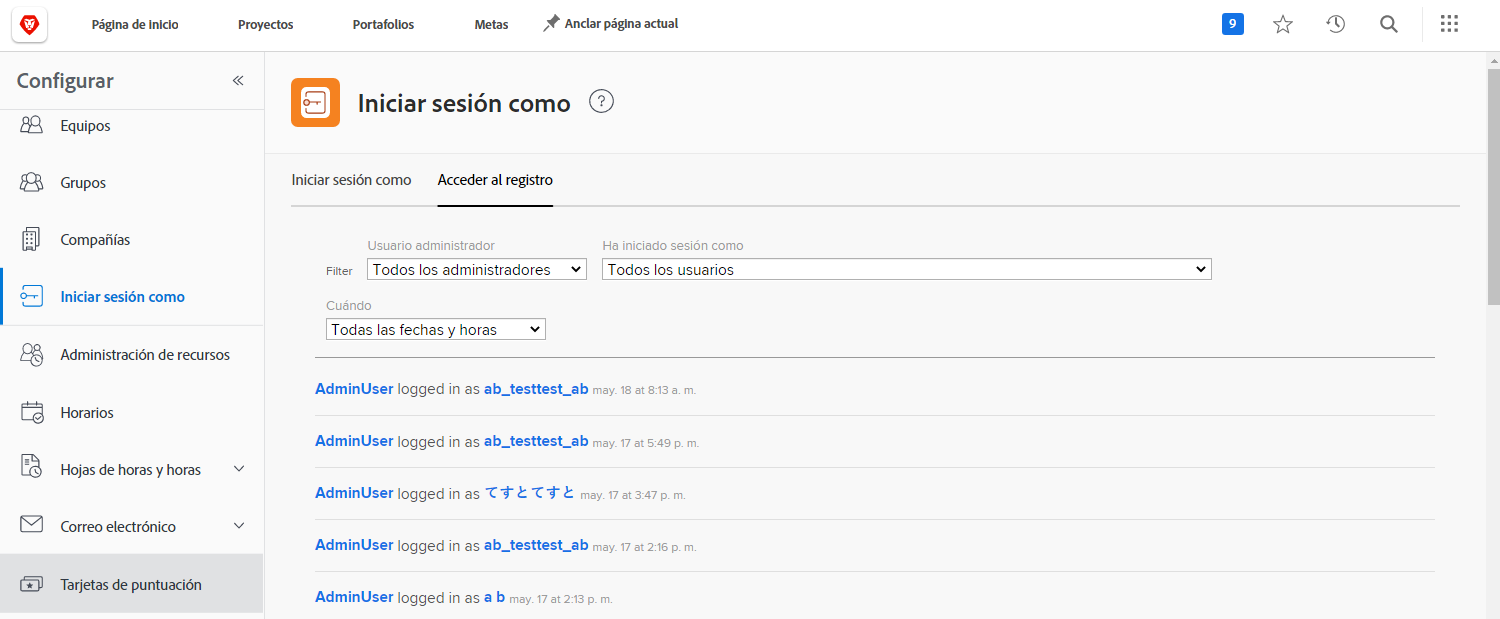 Página de inicio Proyectos Portafolios Metas Anclar página actual 9
Configurar «
Equipos
Grupos
Compañías
Iniciar sesión como
Administración de recursos
Horarios
Hojas de horas y horas
Correo electrónico
Tarjetas de puntuación
Iniciar sesión como ?
Iniciar sesión como Acceder al registro
Usuario administrador Ha iniciado sesión como
Filter Todos los administradores Todos los usuarios
Cuándo
Todas las fechas y horas
AdminUser logged in as ab_testtest_ab may. 18 at 8:13 a. m.
AdminUser logged in as ab_testtest_ab may. 17 at 5:49 p. m.
AdminUser logged in as てすとてすと may. 17 at 3:47 p. m.
AdminUser logged in as ab_testtest_ab may. 17 at 2:16 p. m.
AdminUser logged in as a b may. 17 at 2:13 p. m.